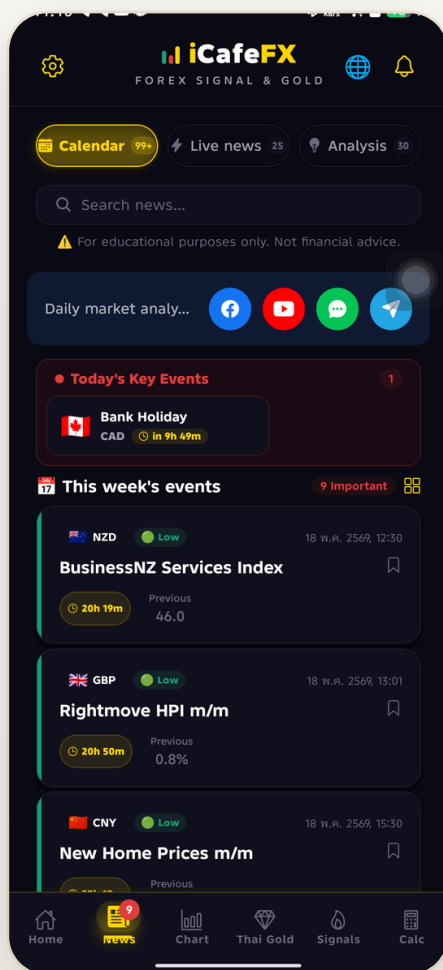 iCafeFX
FOREX SIGNAL & GOLD
Calendar 99+
Live news 25
Analysis 30
Search news...
⚠️ For educational purposes only. Not financial advice.
Daily market analy...
Today's Key Events 1
Bank Holiday
CAD in 9h 49m
This week's events 9 Important
NZD Low 18 พ.ค. 2569, 12:30
BusinessNZ Services Index
20h 19m Previous
46.0
GBP Low 18 พ.ค. 2569, 13:01
Rightmove HPI m/m
20h 50m Previous
0.8%
CNY Low 18 พ.ค. 2569, 15:30
New Home Prices m/m
Previous
9
Home News Chart Thai Gold Signals Calc